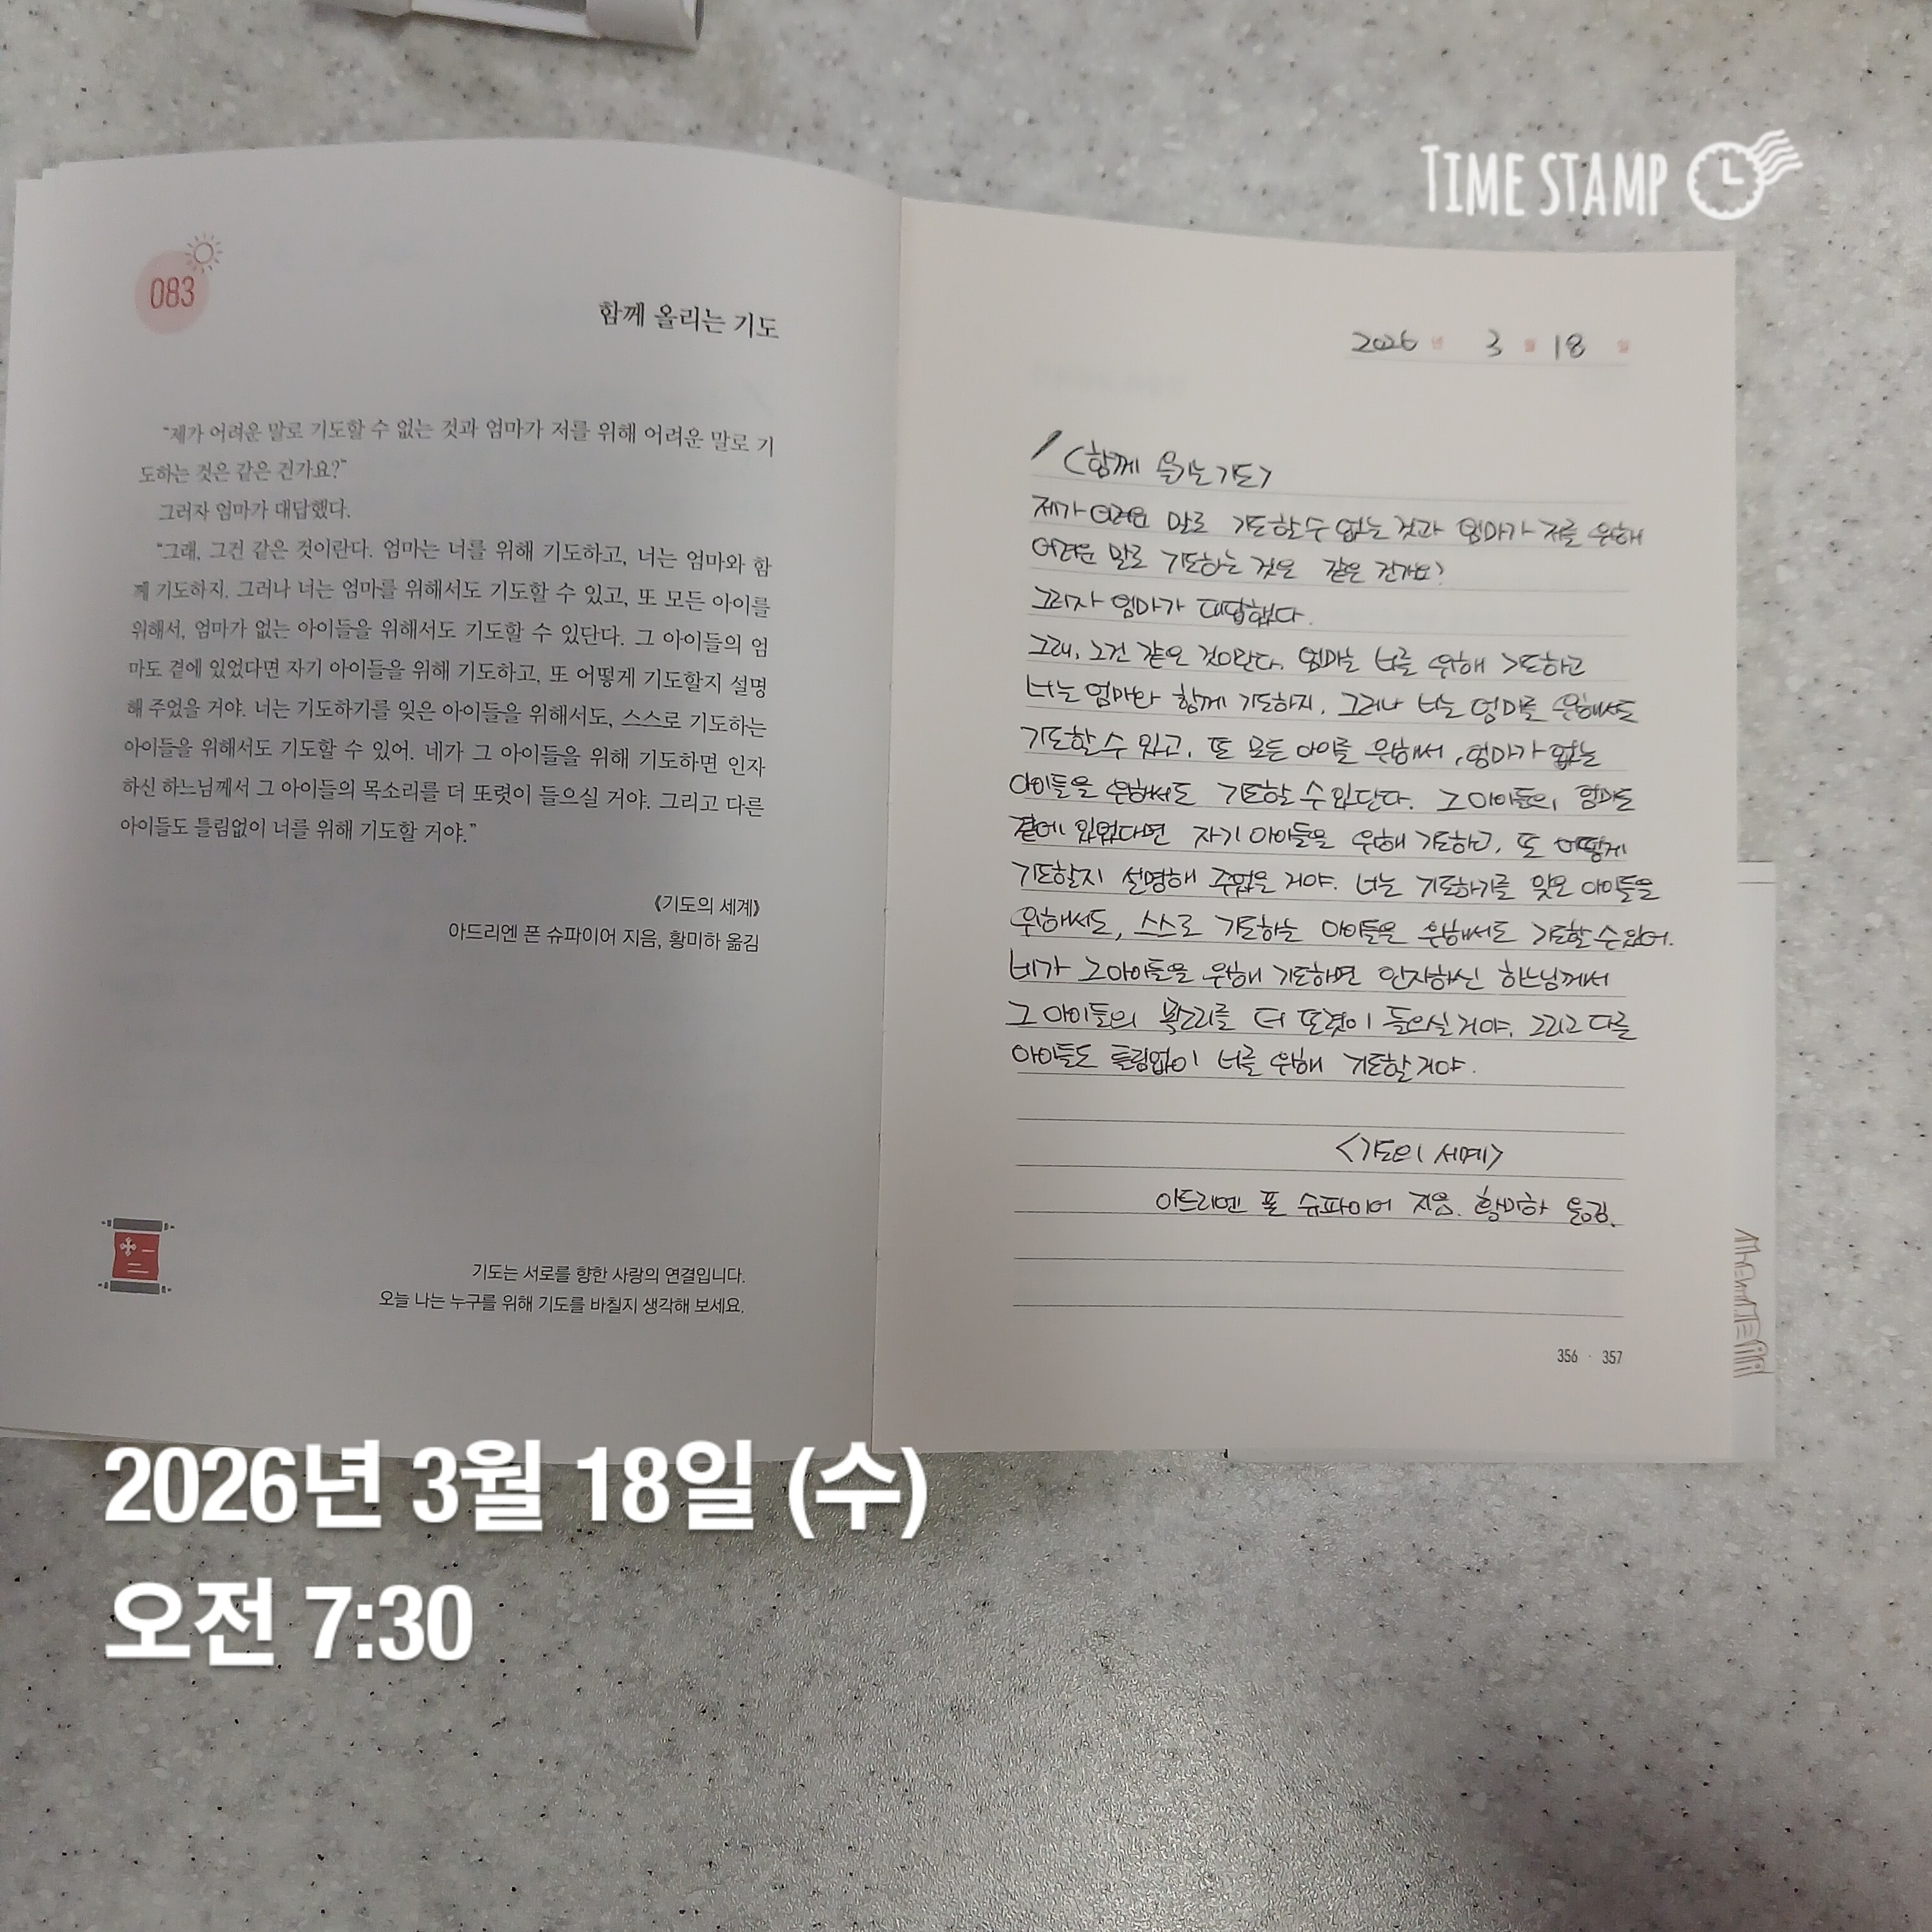 TIME STAMP
083
함께 올리는 기도
“제가 어려운 말로 기도할 수 없는 것과 엄마가 저를 위해 어려운 말로 기
도하는 것은 같은 건가요?”
그러자 엄마가 대답했다.
“그래, 그건 같은 것이란다. 엄마는 너를 위해 기도하고, 너는 엄마와 함
께 기도하지. 그러나 너는 엄마를 위해서도 기도할 수 있고, 또 모든 아이를
위해서, 엄마가 없는 아이들을 위해서도 기도할 수 있단다. 그 아이들의 엄
마도 곁에 있었다면 자기 아이들을 위해 기도하고, 또 어떻게 기도할지 설명
해 주었을 거야. 너는 기도하기를 잊은 아이들을 위해서도, 스스로 기도하는
아이들을 위해서도 기도할 수 있어. 네가 그 아이들을 위해 기도하면 인자
하신 하느님께서 그 아이들의 목소리를 더 또렷이 들으실 거야. 그리고 다른
아이들도 틀림없이 너를 위해 기도할 거야.”
《기도의 세계》
아드리엔 폰 슈파이어 지음, 황미하 옮김
기도는 서로를 향한 사랑의 연결입니다.
오늘 나는 누구를 위해 기도를 바칠지 생각해 보세요.
2026년 3월 18일
<함께 올리는 기도>
제가 어려운 말로 기도할 수 없는 것과 엄마가 저를 위해
어려운 말로 기도하는 것은 같은 건가요?
그러자 엄마가 대답했다.
그래, 그건 같은 것이란다. 엄마는 너를 위해 기도하고
너는 엄마와 함께 기도하지. 그러나 너는 엄마를 위해서도
기도할 수 있고, 또 모든 아이를 위해서, 엄마가 없는
아이들을 위해서도 기도할 수 있단다. 그 아이들의 엄마도
곁에 있었다면 자기 아이들을 위해 기도하고, 또 어떻게
기도할지 설명해 주었을 거야. 너는 기도하기를 잊은 아이들을
위해서도, 스스로 기도하는 아이들을 위해서도 기도할 수 있어.
네가 그 아이들을 위해 기도하면 인자하신 하느님께서
그 아이들의 목소리를 더 또렷이 들으실 거야. 그리고 다른
아이들도 틀림없이 너를 위해 기도할 거야.
<기도의 세계>
아드리엔 폰 슈파이어 지음. 황미하 옮김.
356 · 357
2026년 3월 18일 (수)
오전 7:30